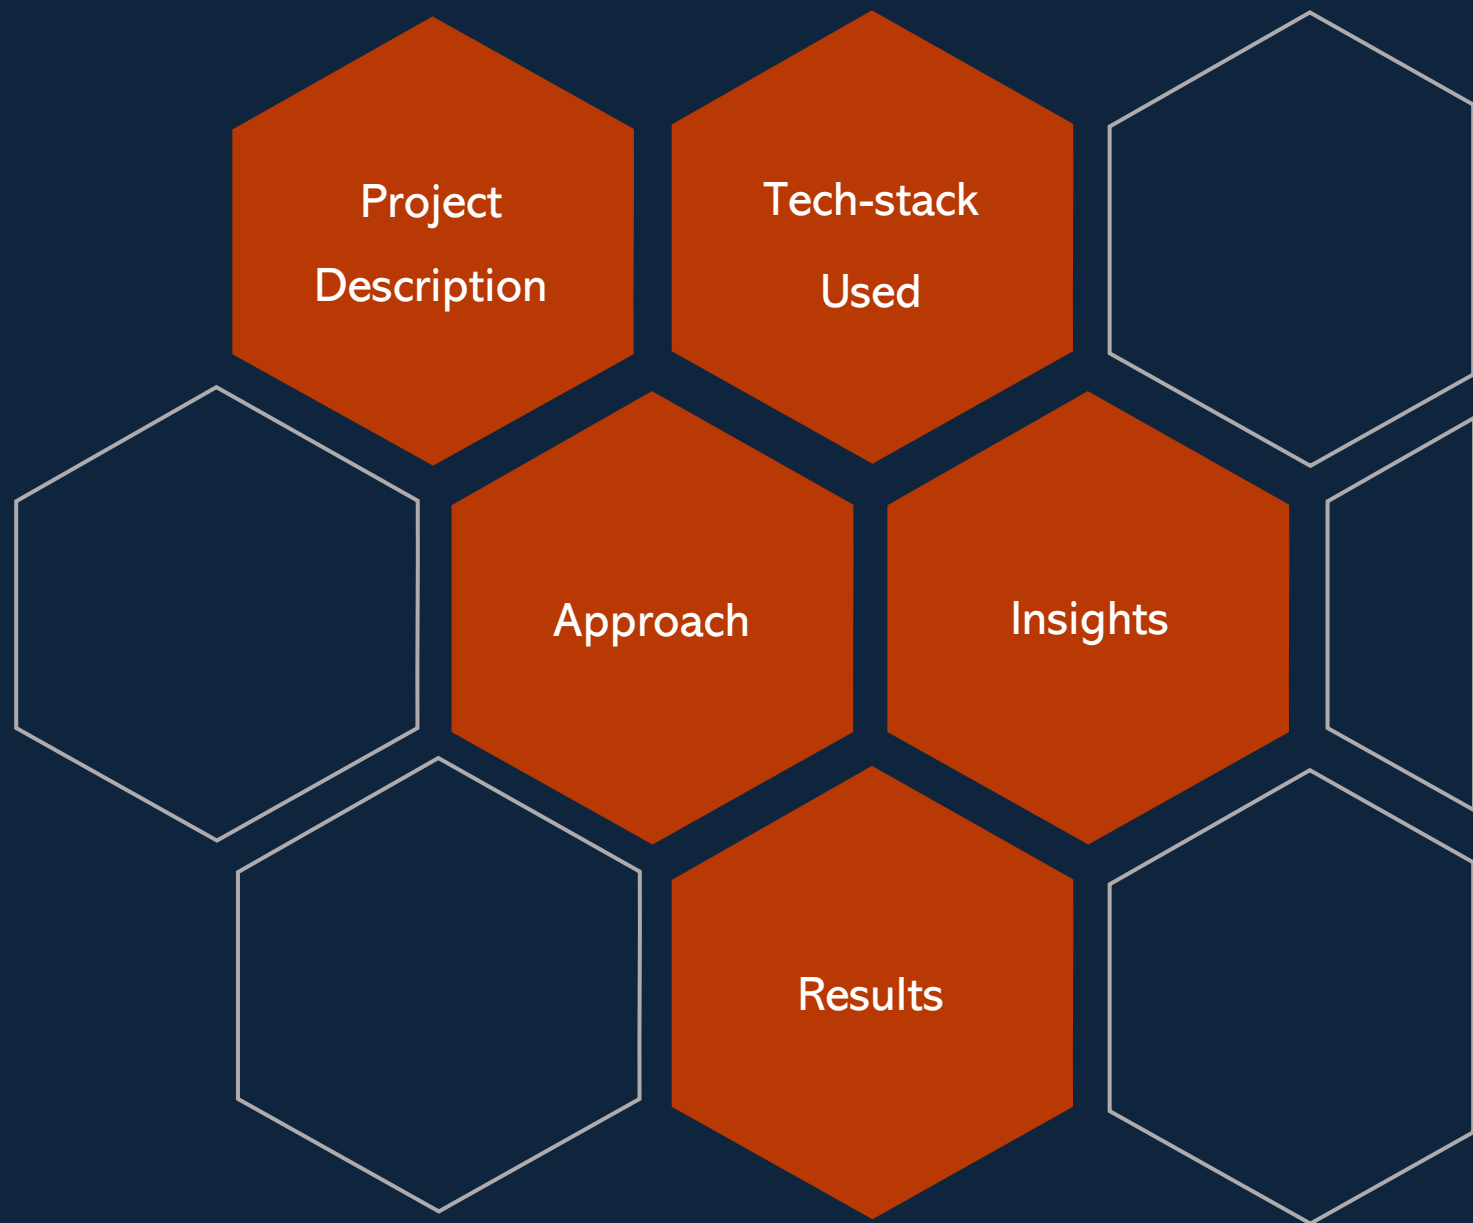 Project
Description
Tech-stack
Used
Approach
Insights
Results